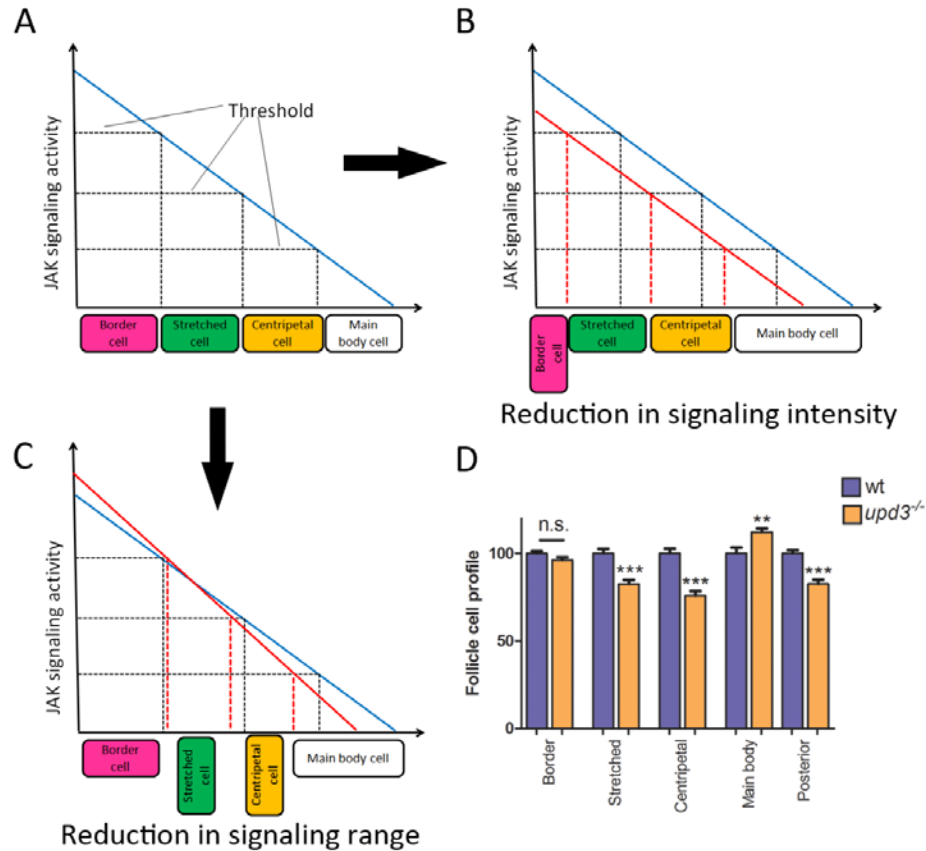 A
JAK signaling activity
Threshold
Border
cell
Stretched
cell
Centripetal
cell
Main
body cell
B
JAK signaling activity
Border
cell
Stretched
cell
Centripetal
cell
Main body cell
Reduction in signaling intensity
C
JAK signaling activity
Border
cell
Stretched
cell
Centripetal
cell
Main body cell
Reduction in signaling range
D
wt
upd3-/-
Follicle cell profile
100
50
0
n.s.
***
***
**
***
Border
Stretched
Centripetal
Main body
Posterior